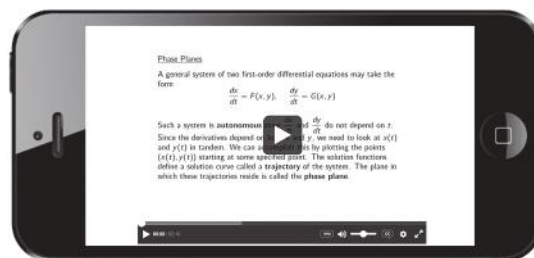 Phase Planes
A general system of two first-order differential equations may take the
form:
dx/dt = F(x, y), dy/dt = G(x, y)
Such a system is autonomous and dy/dt do not depend on t.
Since the derivatives depend on y, we need to look at x(t)
and y(t) in tandem. We can this by plotting the points
(x(t), y(t)) starting at some specified point. The solution functions
define a solution curve called a trajectory of the system. The plane in
which these trajectories reside is called the phase plane.
00:00
CC